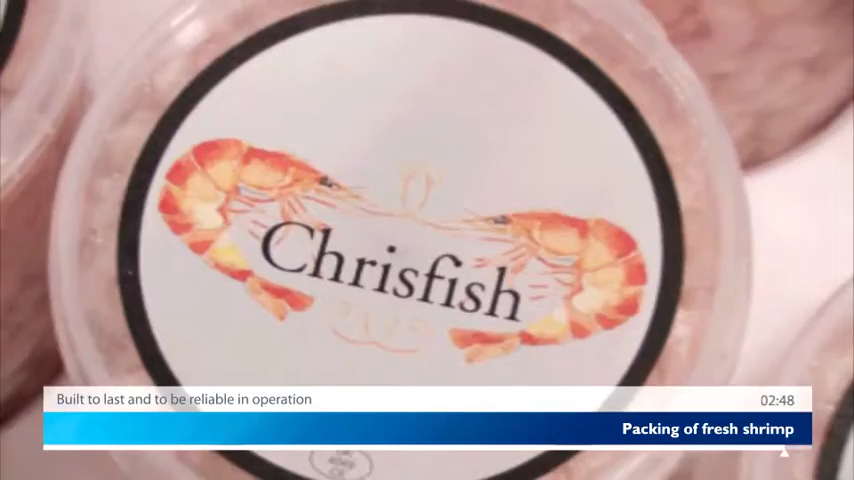 Chrisfish
Built to last and to be reliable in operation
02:48
Packing of fresh shrimp